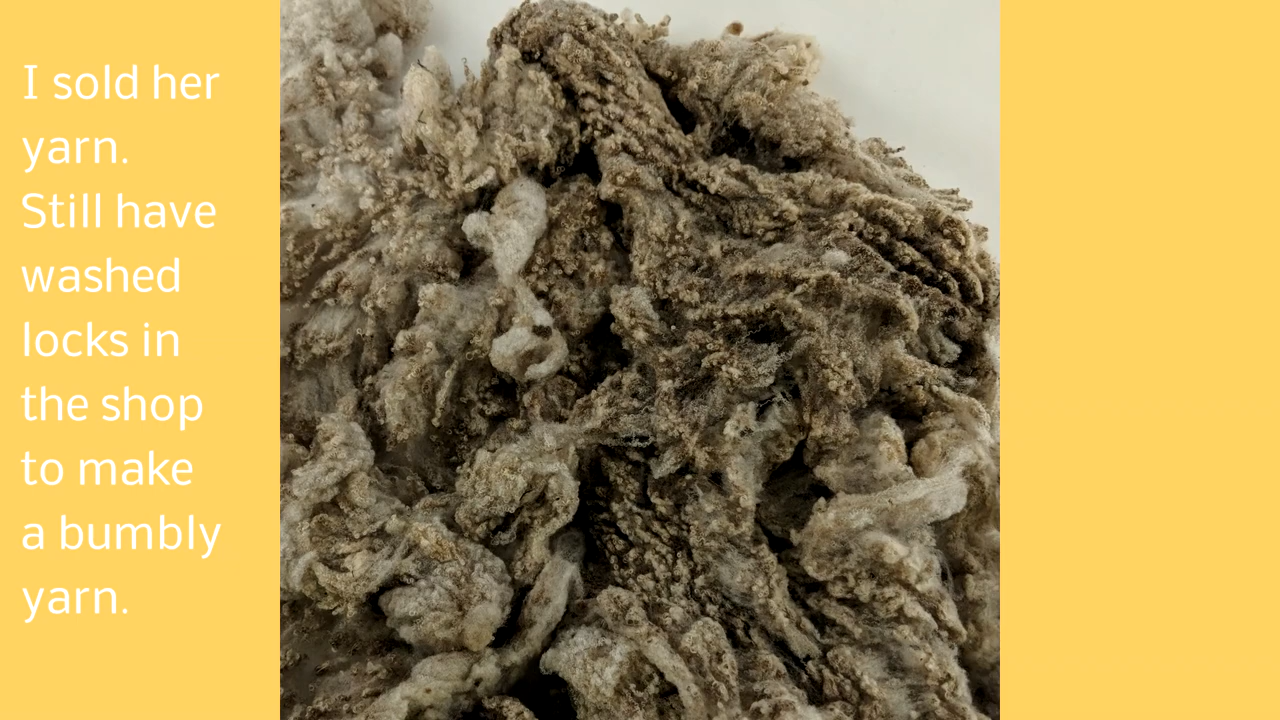 I sold her
yarn.
Still have
washed
locks in
the shop
to make
a bumbly
yarn.